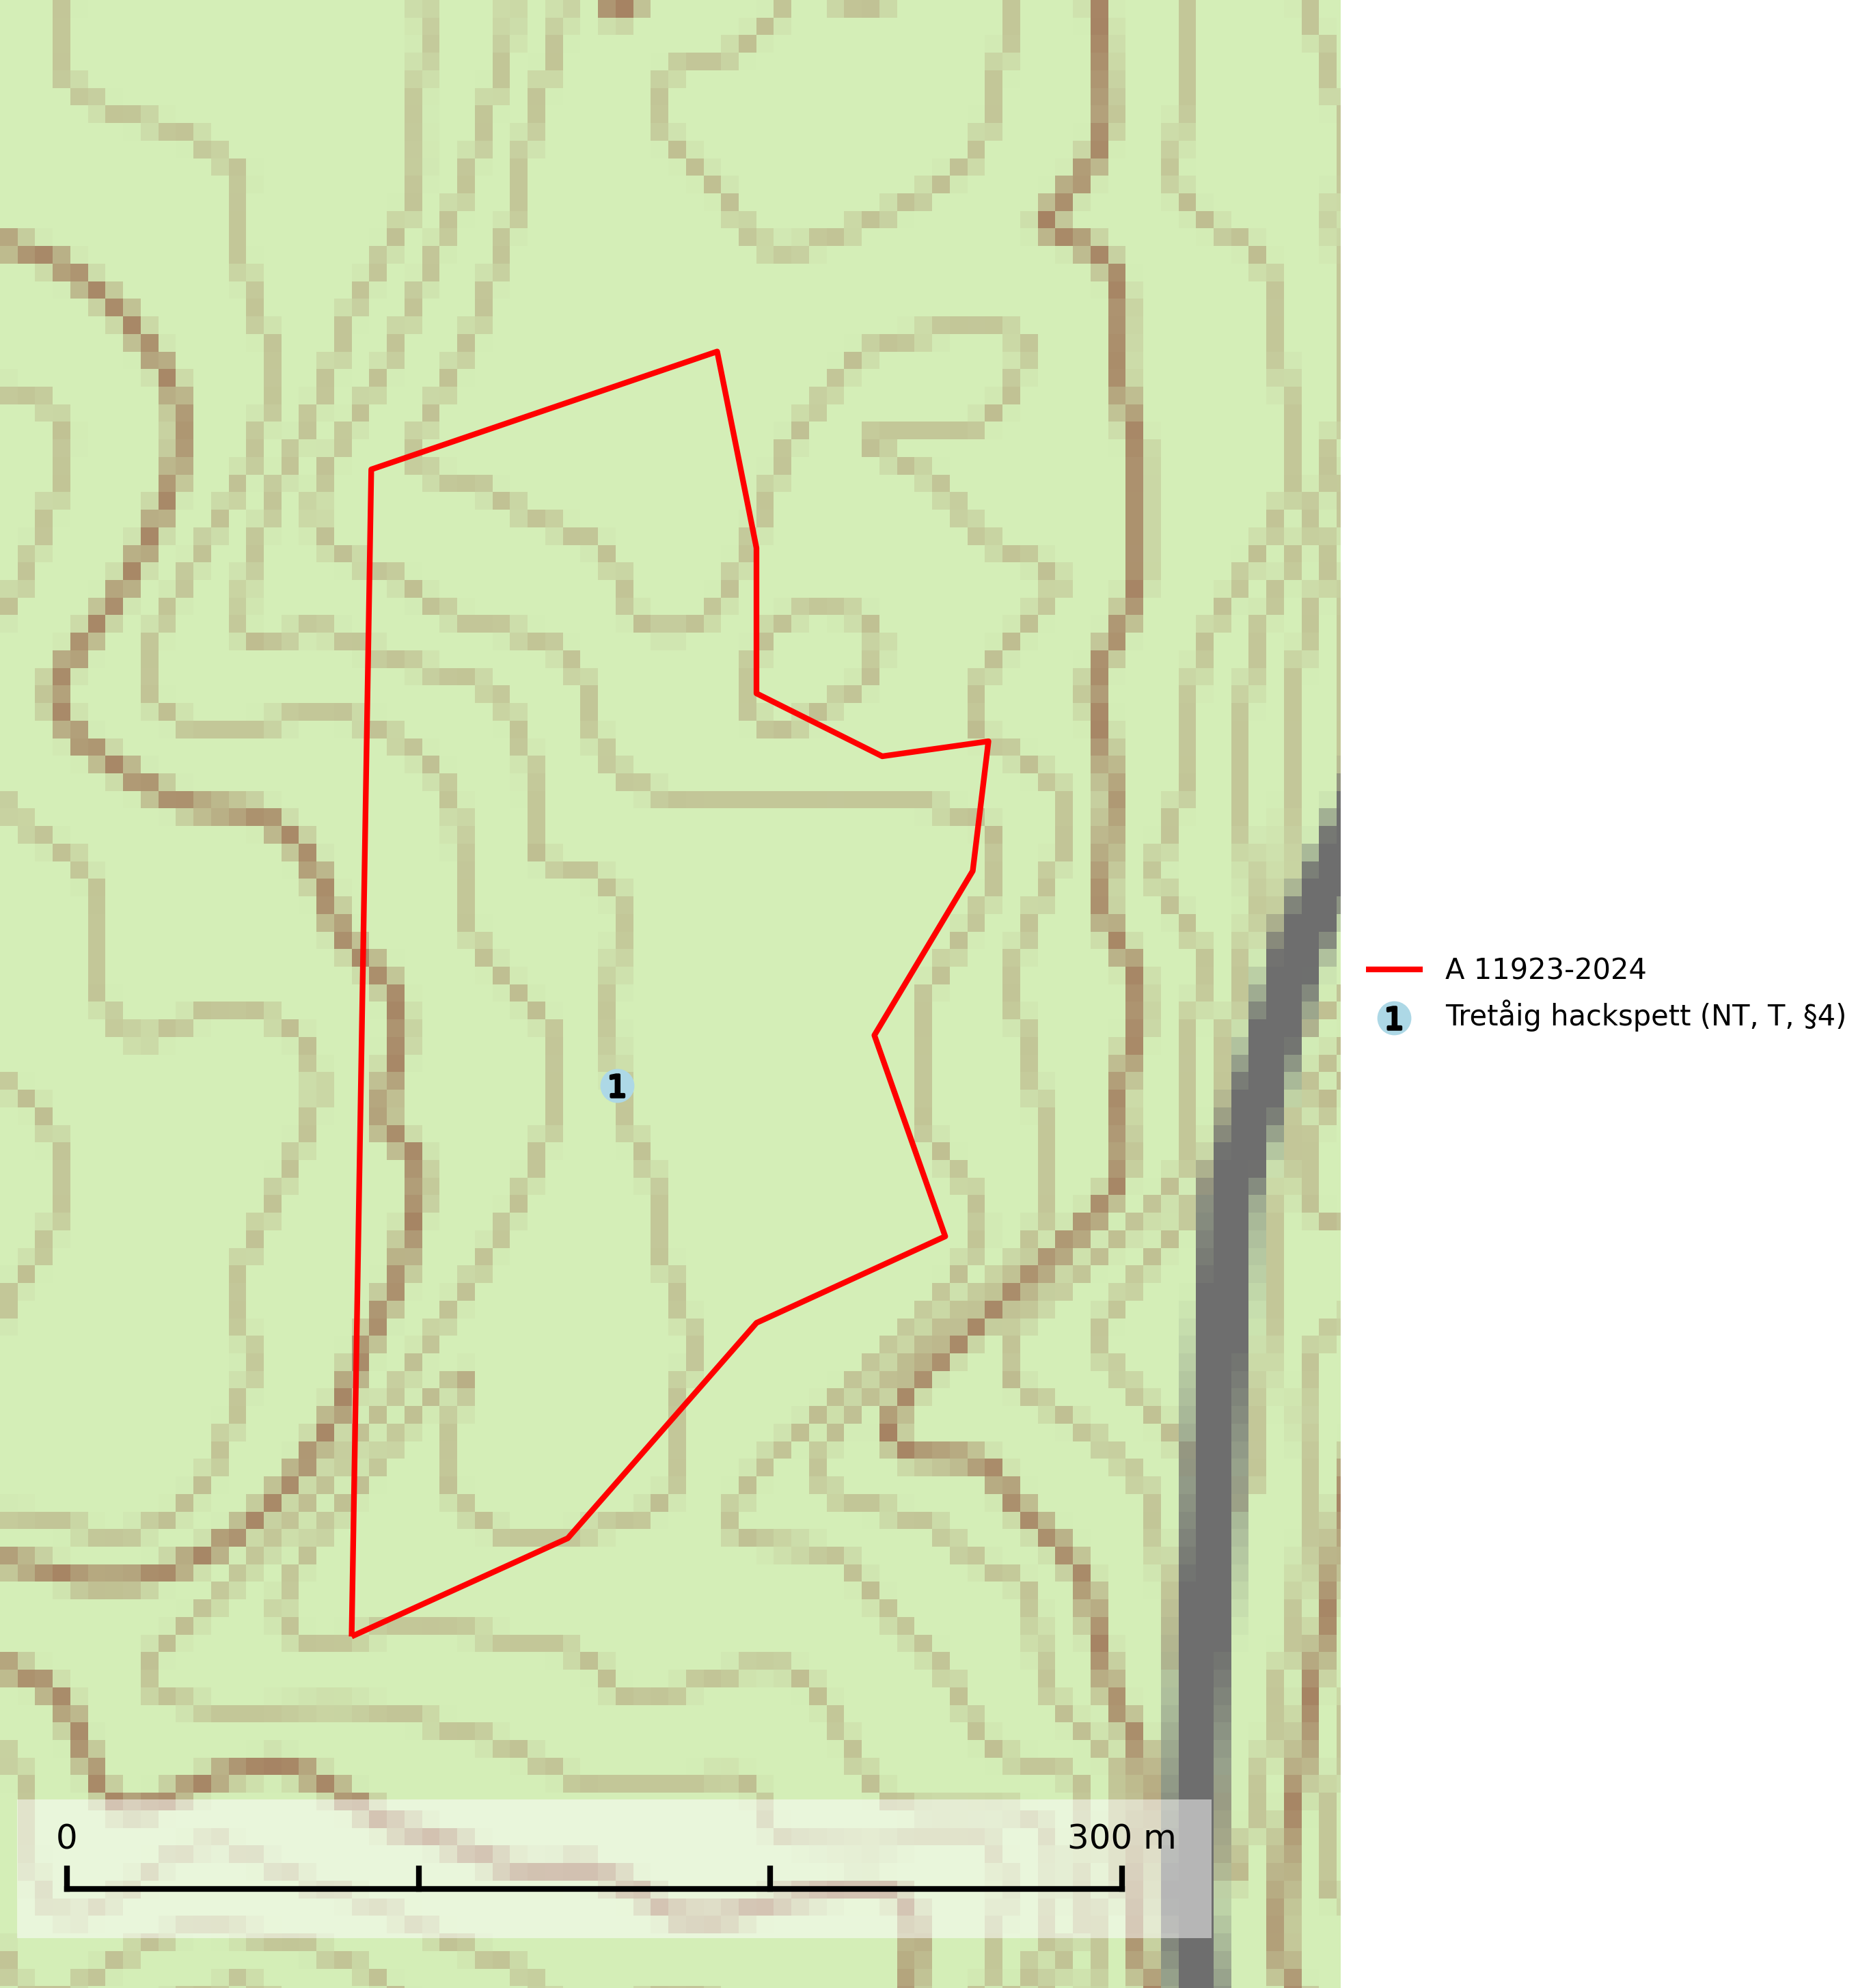 A 11923-2024
1 Tretåig hackspett (NT, T, §4)
1
0 300 m